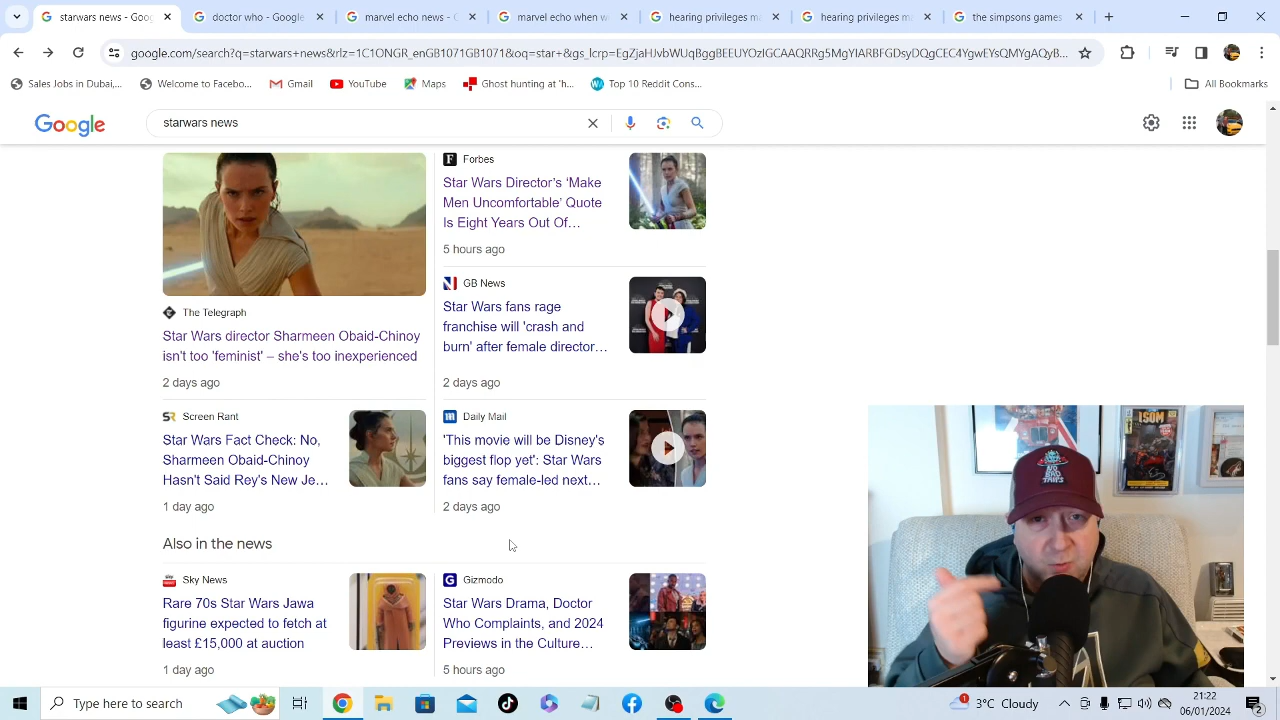 doctor who - G
marvel echo - G
marvel echo when w
hearing privileges ma
hearing privileges ma
the simpsons games
google.com/search?q=starwars+news&rlz=1C1ONGR_enGB1071GB1071&oo=star+&gs_lcrp=
Sales Jobs in Dubai,...
Welcome to Facebo...
Gmail
YouTube
Maps
Ghost hunting at 'h...
Top 10 Reddit Cons...
All Bookmarks
Google
starwars news
Forbes
Star Wars Director's 'Make
Men Uncomfortable' Quote
Is Eight Years Out Of...
5 hours ago
GB News
Star Wars fans rage
franchise will 'crash and
burn' after female director...
2 days ago
The Telegraph
Star Wars director Sharmeen Obaid-Chinoy
isn't too 'feminist' – she's too inexperienced
2 days ago
SR Screen Rant
Star Wars Fact Check: No,
Sharmeen Obaid-Chinoy
Hasn't Said Rey's New Je...
1 day ago
Daily Mail
'This movie will be Disney's
biggest flop yet': Star Wars
fans say female-led next...
2 days ago
Also in the news
Sky News
Rare 70s Star Wars Jawa
figurine expected to fetch at
least £15,000 at auction
1 day ago
Gizmodo
Star Wars Drama, Doctor
Who Complaints, and 2024
Previews in the Culture...
5 hours ago
ISOM
Type here to search
1
3°C Cloudy
21:22
06/01/2024
2